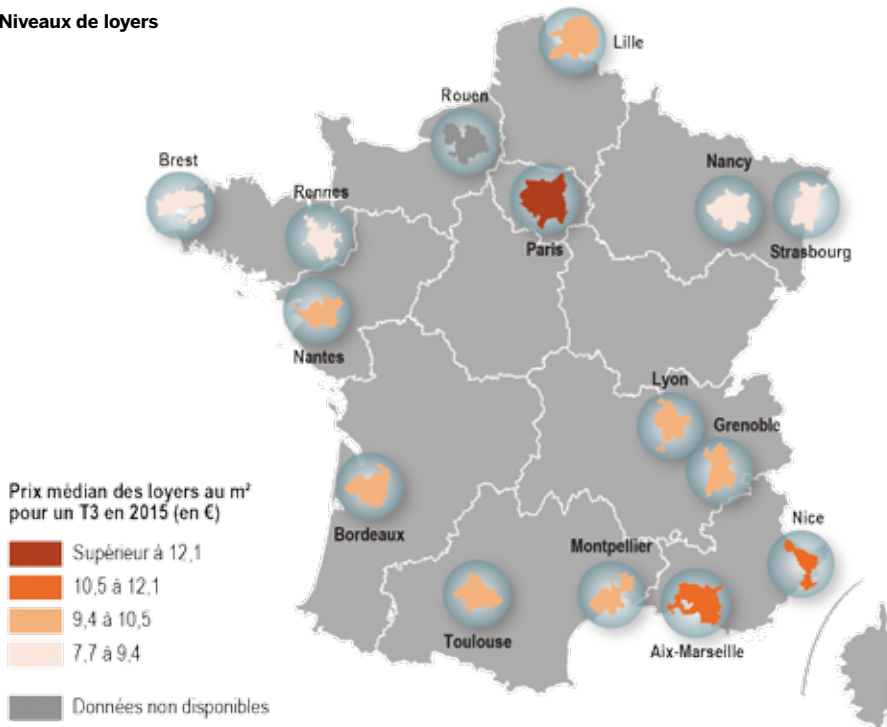 Niveaux de loyers
Lille
Rouen
Brest
Rennes
Nancy
Paris
Strasbourg
Nantes
Lyon
Grenoble
Prix médian des loyers au m²
pour un T3 en 2015 (en €)
Bordeaux
Nice
Montpellier
Supérieur à 12,1
10,5 à 12,1
9,4 à 10,5
Toulouse
7,7 à 9,4
Aix-Marseille
Données non disponibles